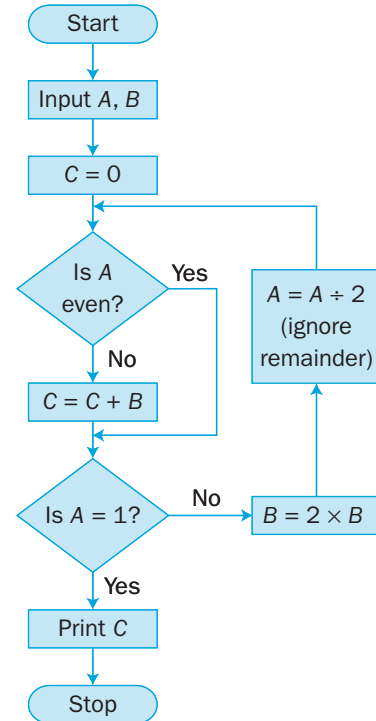 Start
Input A, B
C = 0
Is A
even?
Yes
No
C = C + B
Is A = 1?
No
B = 2 × B
A = A ÷ 2
(ignore
remainder)
Yes
Print C
Stop